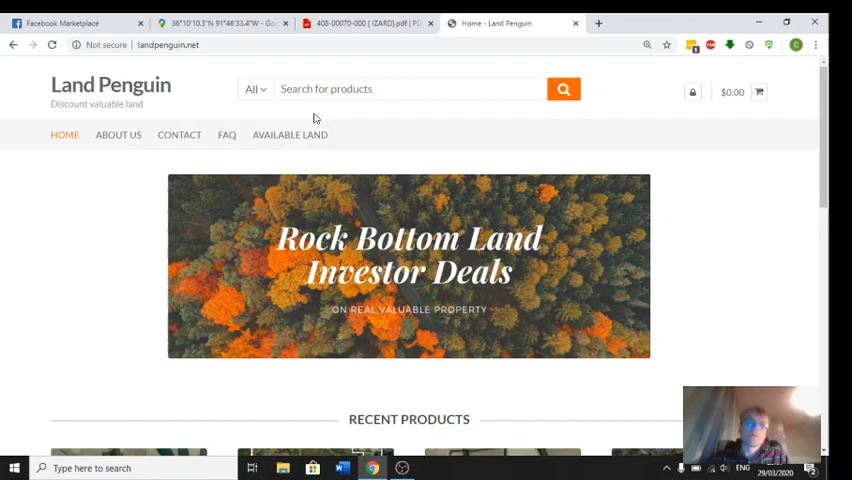 Facebook Marketplace
36°10'10.3"N 91°46'33.4"W - Go
408-00070-000 [ IZARD].pdf | PD
Home - Land Penguin
Not secure
landpenguin.net
Land Penguin
Discount valuable land
All
Search for products
$0.00
HOME
ABOUT US
CONTACT
FAQ
AVAILABLE LAND
Rock Bottom Land
Investor Deals
ON REAL VALUABLE PROPERTY
RECENT PRODUCTS
Type here to search
ENG
29/03/2020